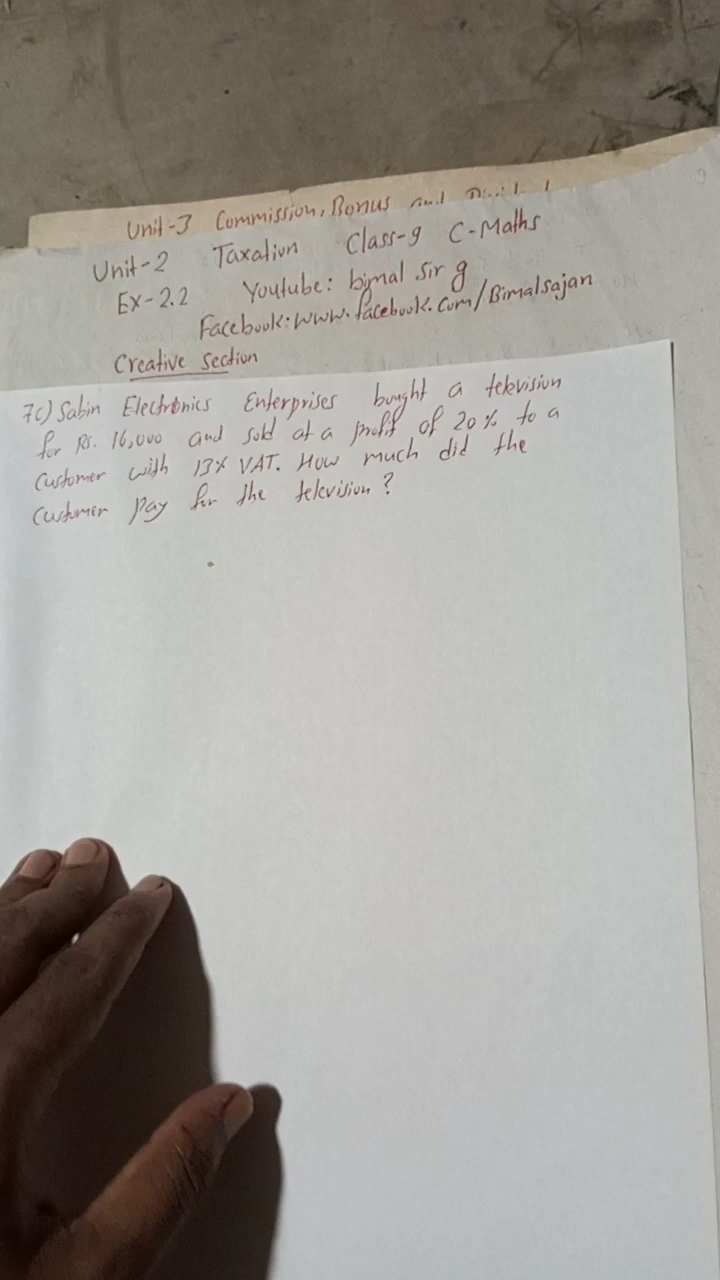 Unit-3 Commission, Bonus and
Unit-2 Taxation Class-9 C-Maths
Ex-2.2 Youtube: bimal sir g
Facebook: www.facebook.com/Bimalsajan
Creative section
7c) Sabin Electronics Enterprises bought a television
for Rs. 16,000 and sold at a profit of 20% to a
customer with 13% VAT. How much did the
customer pay for the television?